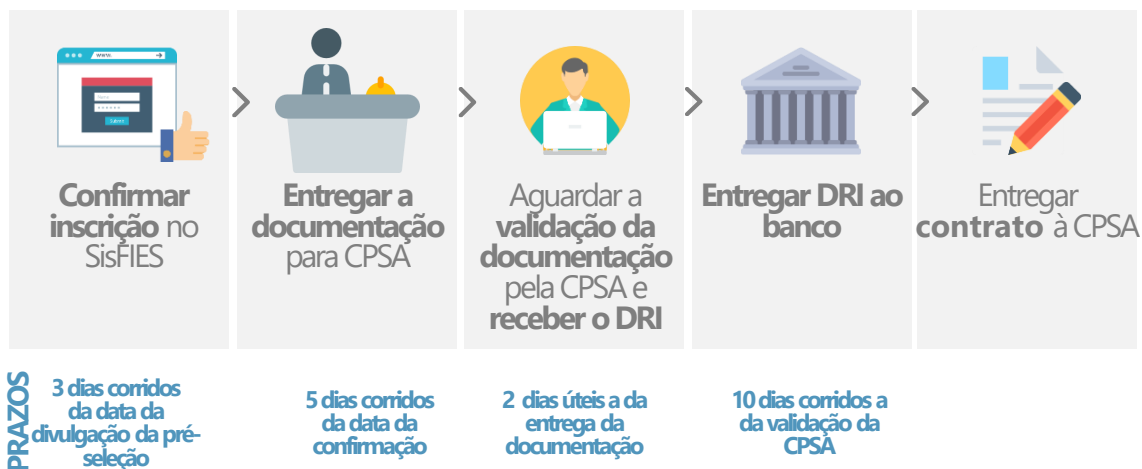 www.
Confirmar
inscrição no
SisFIES
Entregar a
documentação
para CPSA
Aguardar a
validação da
documentação
pela CPSA e
receber o DRI
Entregar DRI ao
banco
Entregar
contrato à CPSA
PRAZOS
3 dias corridos
da data da
divulgação da pré-
seleção
5 dias corridos
da data da
confirmação
2 dias úteis a da
entrega da
documentação
10 dias corridos a
da validação da
CPSA